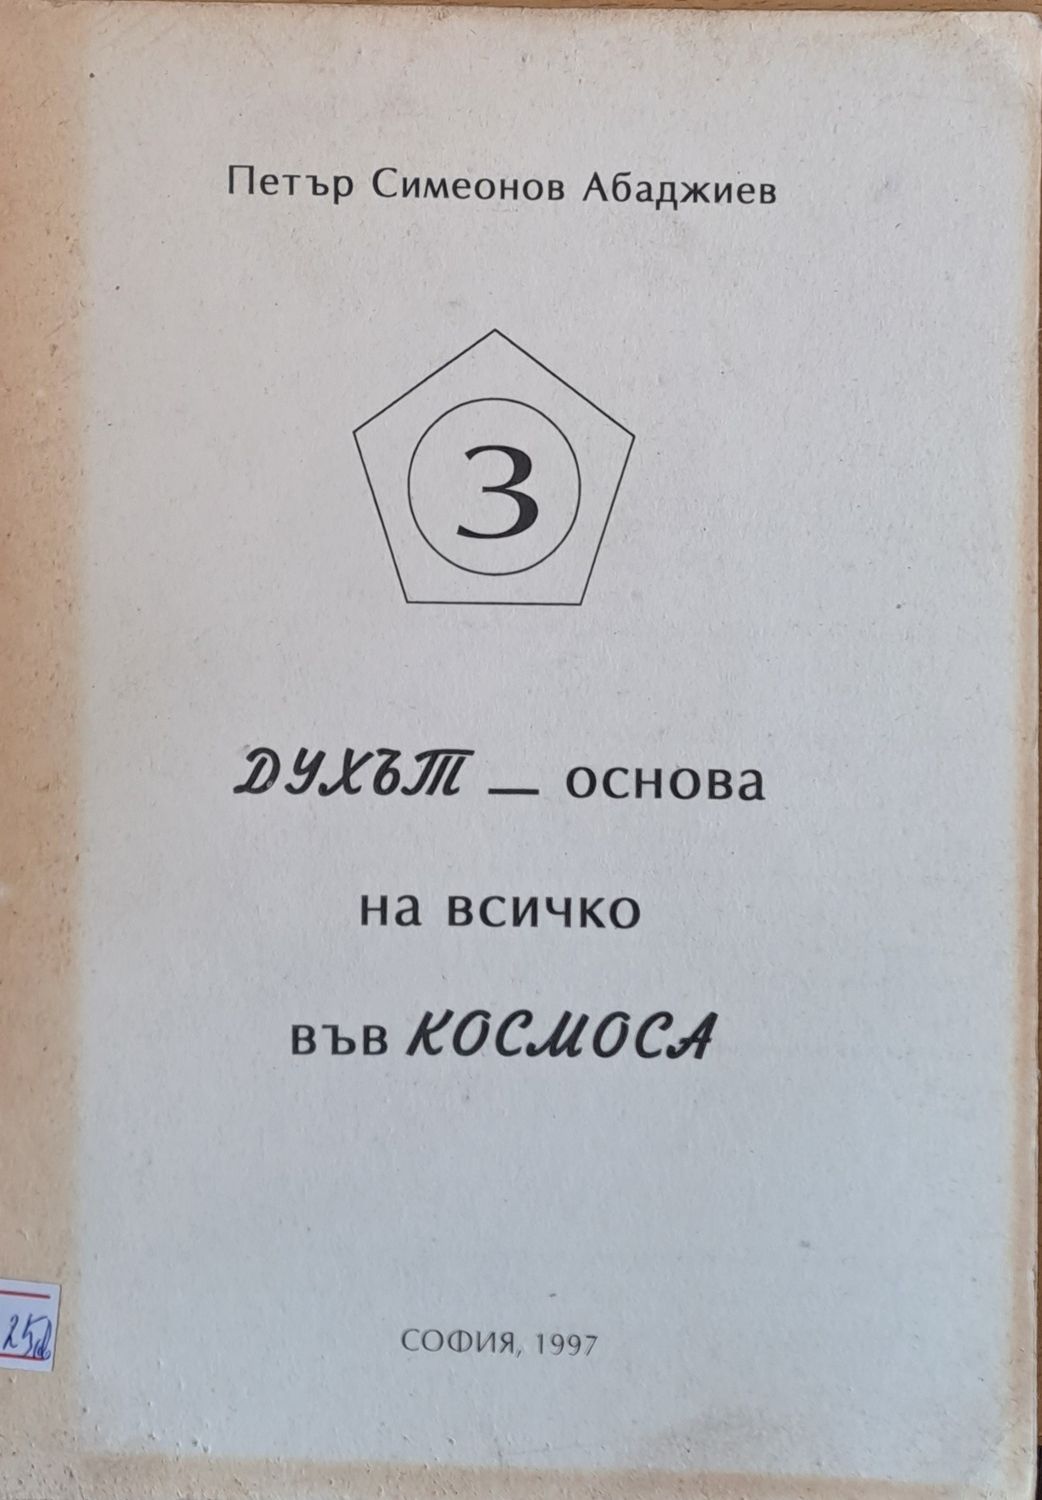 Петър Симеонов Абаджиев
3
ДУХЪТ – основа
на всичко
във КОСМОСА
СОФИЯ, 1997